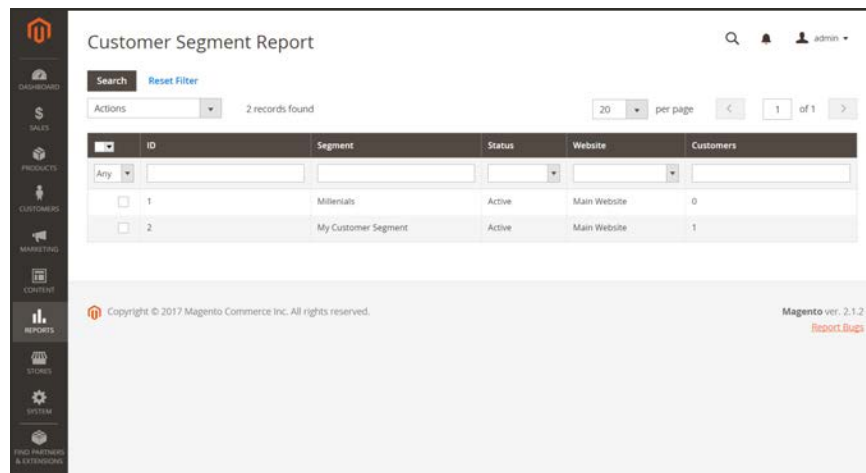 Customer Segment Report
admin
Search Reset Filter
Actions 2 records found 20 per page 1 of 1
ID Segment Status Website Customers
Any
1 Millenials Active Main Website 0
2 My Customer Segment Active Main Website 1
Copyright © 2017 Magento Commerce Inc. All rights reserved.
Magento ver. 2.1.2
Report Bugs
DASHBOARD
SALES
PRODUCTS
CUSTOMERS
MARKETING
CONTENT
REPORTS
STORES
SYSTEM
FIND PARTNERS
& EXTENSIONS